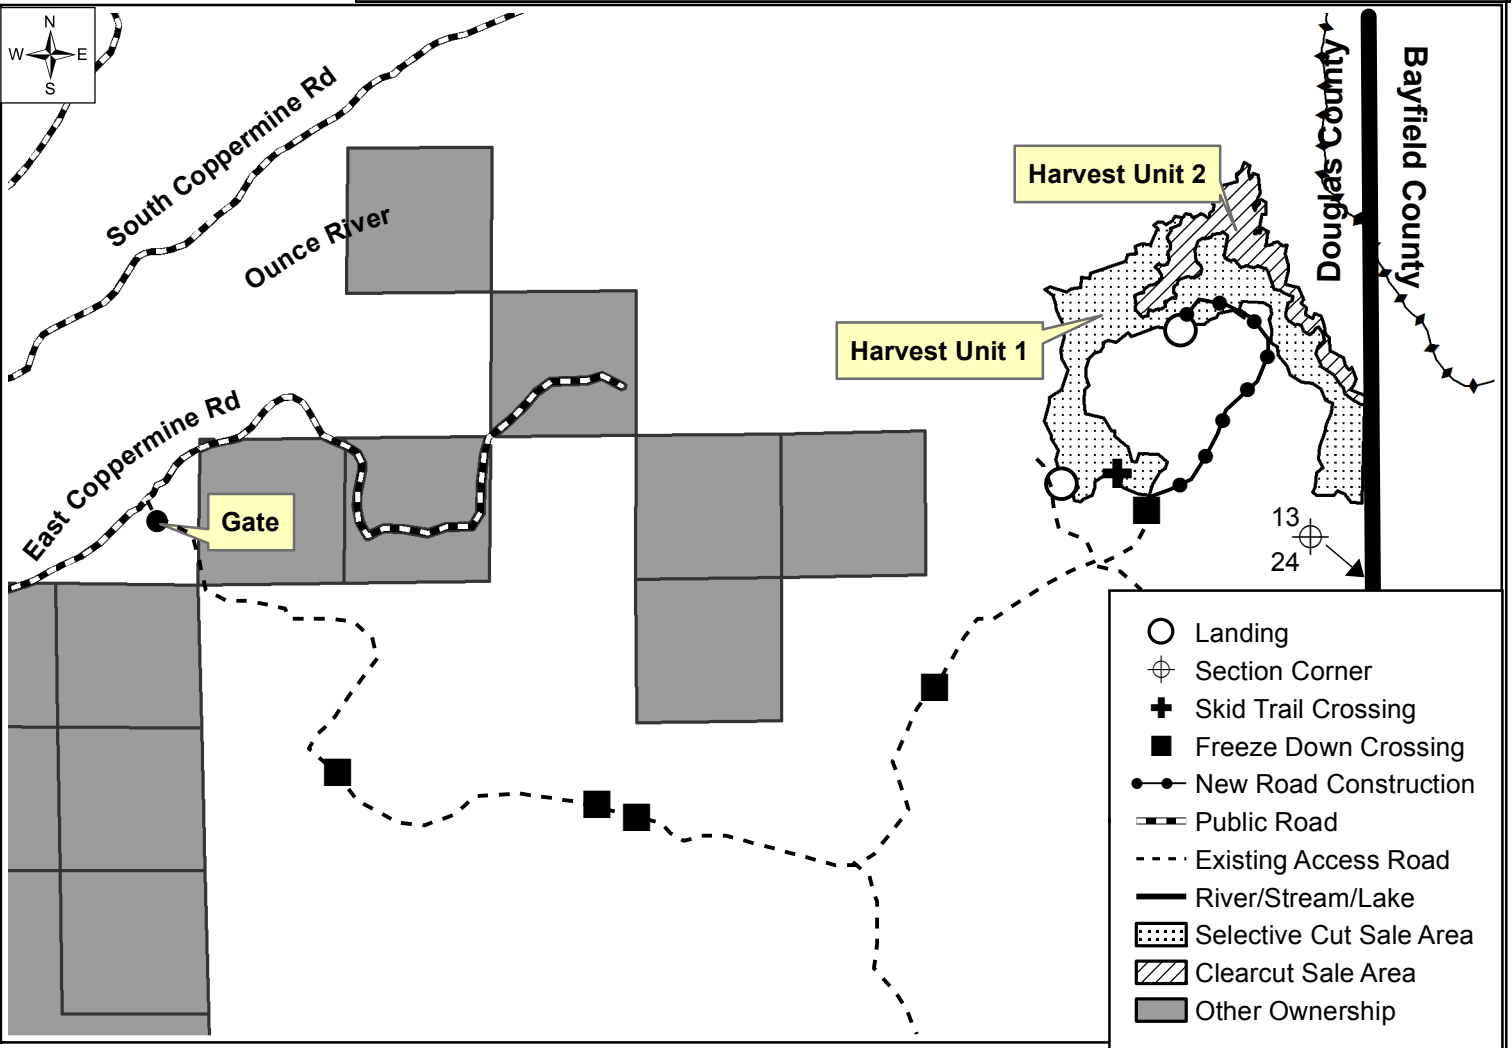 N
W E
S
South Coppermine Rd
Ounce River
East Coppermine Rd
Gate
Harvest Unit 2
Harvest Unit 1
Douglas County
Bayfield County
13
24
Landing
Section Corner
Skid Trail Crossing
Freeze Down Crossing
New Road Construction
Public Road
Existing Access Road
River/Stream/Lake
Selective Cut Sale Area
Clearcut Sale Area
Other Ownership